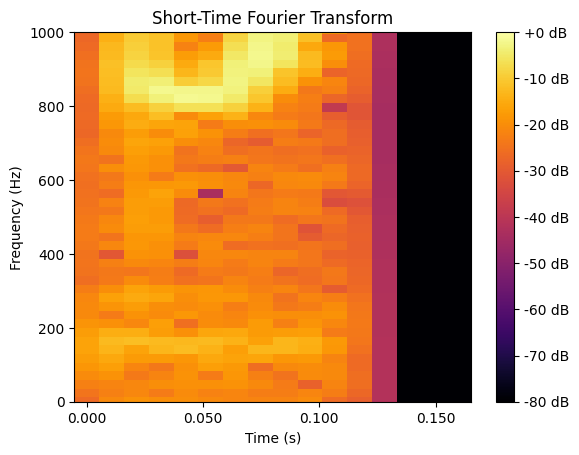 Short-Time Fourier Transform
1000
800
600
400
200
0
Frequency (Hz)
0.000
0.050
0.100
0.150
Time (s)
+0 dB
-10 dB
-20 dB
-30 dB
-40 dB
-50 dB
-60 dB
-70 dB
-80 dB